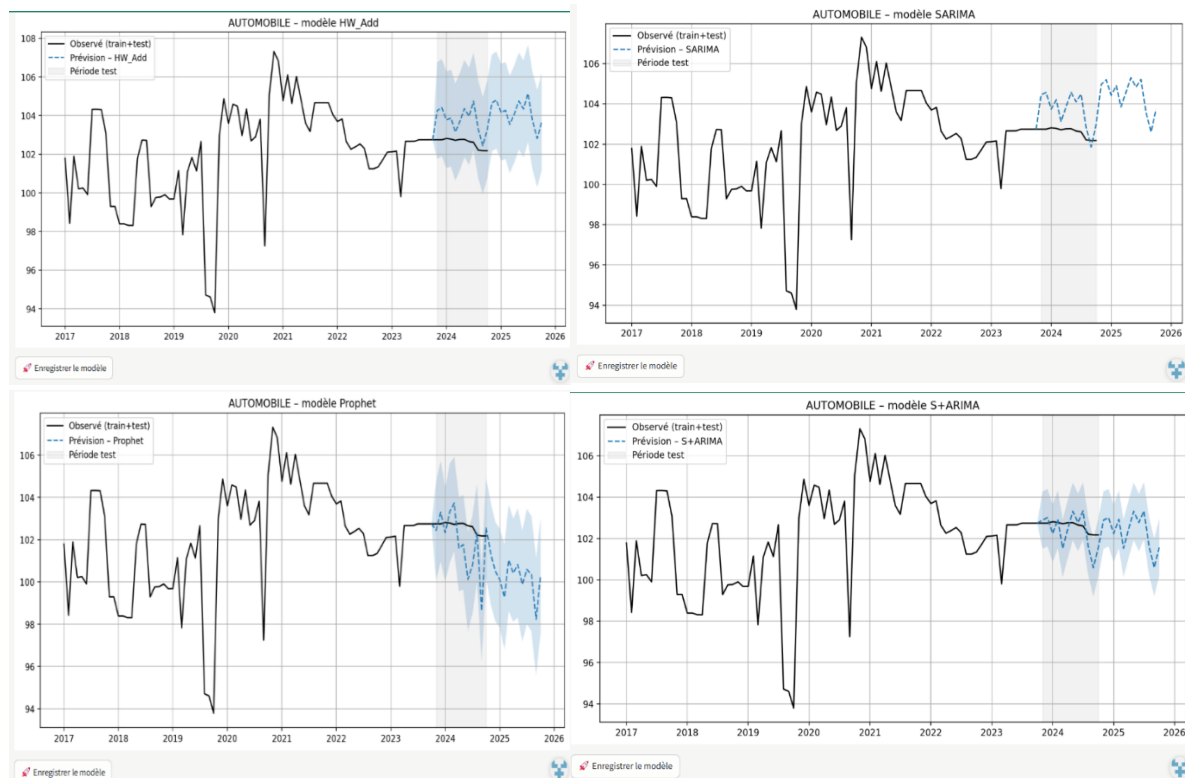 AUTOMOBILE – modèle HW_Add
Observé (train+test)
Prévision – HW_Add
Période test
108
106
104
102
100
98
96
94
2017 2018 2019 2020 2021 2022 2023 2024 2025 2026
🚀 Enregistrer le modèle
AUTOMOBILE – modèle SARIMA
Observé (train+test)
Prévision – SARIMA
Période test
106
104
102
100
98
96
94
2017 2018 2019 2020 2021 2022 2023 2024 2025
🚀 Enregistrer le modèle
AUTOMOBILE – modèle Prophet
Observé (train+test)
Prévision – Prophet
Période test
106
104
102
100
98
96
94
2017 2018 2019 2020 2021 2022 2023 2024 2025 2026
🚀 Enregistrer le modèle
AUTOMOBILE – modèle S+ARIMA
Observé (train+test)
Prévision – S+ARIMA
Période test
106
104
102
100
98
96
94
2017 2018 2019 2020 2021 2022 2023 2024 2025 2026
🚀 Enregistrer le modèle